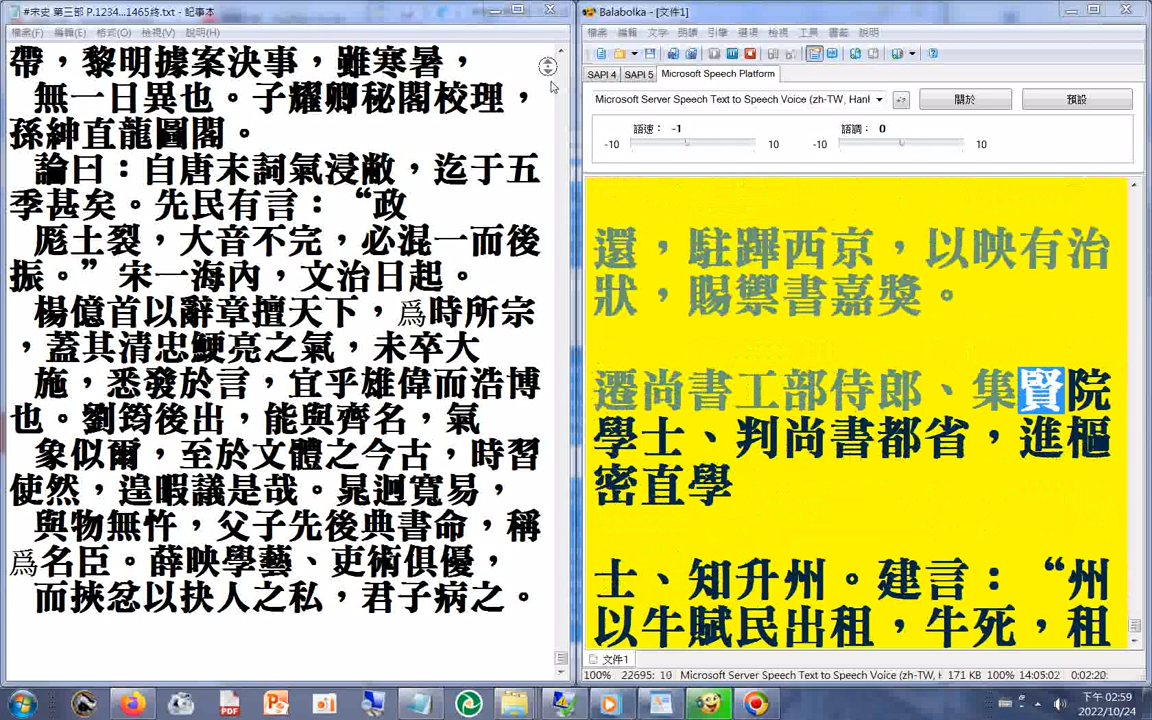 #宋史 第三部 P.1234...1465终.txt - 記事本
檔案(F) 編輯(E) 格式(O) 檢視(V) 說明(H)
帶，黎明據案決事，雖寒暑，
無一日異也。子耀卿秘閣校理，
孫紳直龍圖閣。
論曰：自唐末詞氣浸敝，迄于五
季甚矣。先民有言：“政
厖土裂，大音不完，必混一而後
振。”宋一海內，文治日起。
楊億首以辭章擅天下，爲時所宗
，蓋其清忠鯁亮之氣，未卒大
施，悉發於言，宜乎雄偉而浩博
也。劉筠後出，能與齊名，氣
象似爾，至於文體之今古，時習
使然，遑暇議是哉。晁迥寬易，
與物無忤，父子先後典書命，稱
爲名臣。薛映學藝、吏術俱優，
而挾忿以抉人之私，君子病之。
Balabolka - [文件1]
檔案 編輯 文字 朗讀 引擎 選項 檢視 工具 書籤 說明
SAPI 4 SAPI 5 Microsoft Speech Platform
Microsoft Server Speech Text to Speech Voice (zh-TW, Hanl
關於 預設
語速： -1 語調： 0
-10 10 -10 10
還，駐蹕西京，以映有治
狀，賜禦書嘉獎。
遷尚書工部侍郎、集賢院
學士、判尚書都省，進樞
密直學
士、知升州。建言：“州
以牛賦民出租，牛死，租
文件1
100% 22695: 10 Microsoft Server Speech Text to Speech Voice (zh-TW, H 171 KB 100% 14:05:02 0:02:20
下午 02:59
2022/10/24